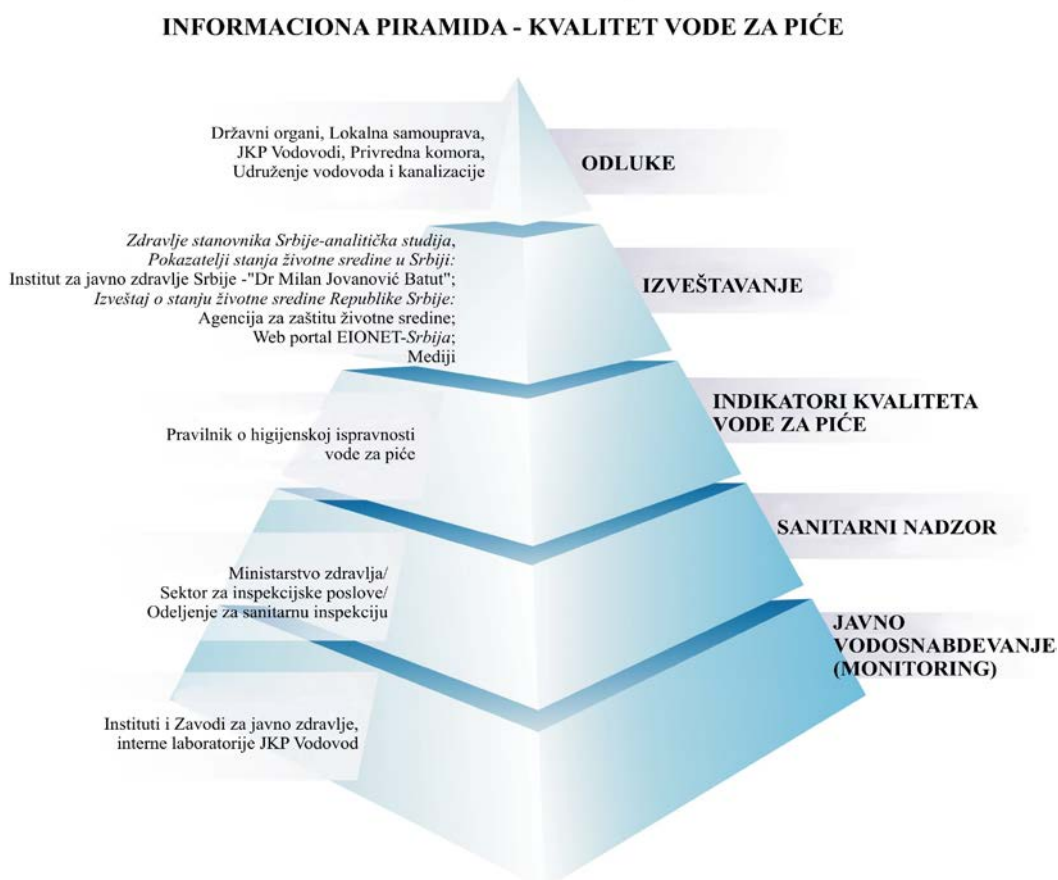 INFORMACIONA PIRAMIDA - KVALITET VODE ZA PIĆE
Državni organi, Lokalna samouprava,
JKP Vodovodi, Privredna komora,
Udruženje vodovoda i kanalizacije
ODLUKE
Zdravlje stanovnika Srbije-analitička studija,
Pokazatelji stanja životne sredine u Srbiji:
Institut za javno zdravlje Srbije -"Dr Milan Jovanović Batut";
Izveštaj o stanju životne sredine Republike Srbije:
Agencija za zaštitu životne sredine;
Web portal EIONET-Srbija;
Mediji
IZVEŠTAVANJE
Pravilnik o higijenskoj ispravnosti
vode za piće
INDIKATORI KVALITETA
VODE ZA PIĆE
Ministarstvo zdravlja/
Sektor za inspekcijske poslove/
Odeljenje za sanitarnu inspekciju
SANITARNI NADZOR
Instituti i Zavodi za javno zdravlje,
interne laboratorije JKP Vodovod
JAVNO
VODOSNABDEVANJE-
(MONITORING)